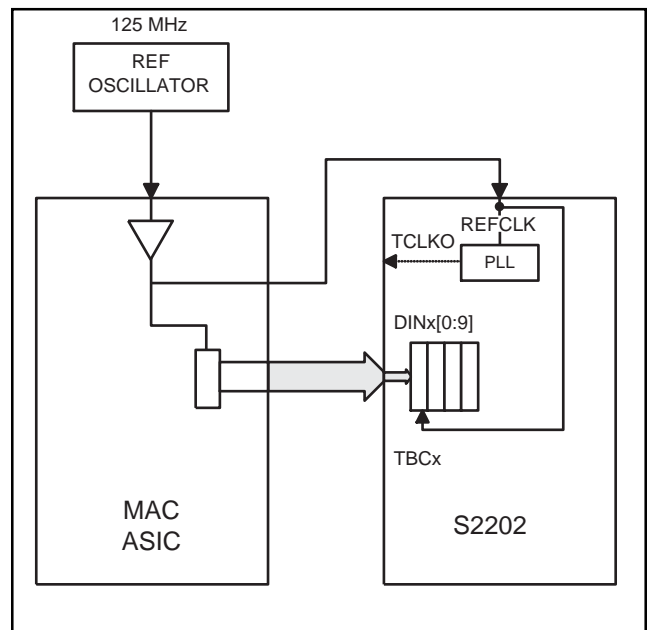 125 MHz
REF
OSCILLATOR
REFCLK
TCLKO
PLL
DINx[0:9]
TBCx
MAC
ASIC
S2202